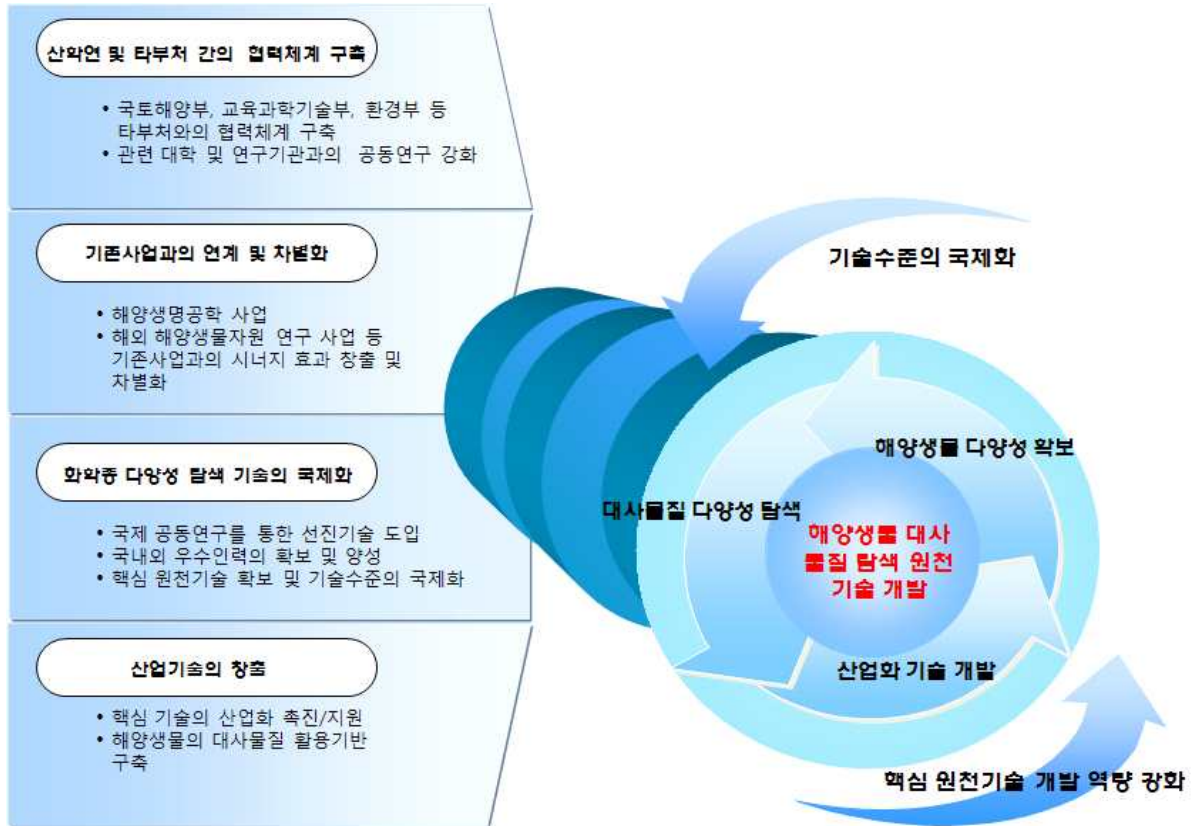 산학연 및 타부처 간의 협력체계 구축
• 국토해양부, 교육과학기술부, 환경부 등
타부처와의 협력체계 구축
• 관련 대학 및 연구기관과의 공동연구 강화
기존사업과의 연계 및 차별화
• 해양생명공학 사업
• 해외 해양생물자원 연구 사업 등
기존사업과의 시너지 효과 창출 및
차별화
화학종 다양성 탐색 기술의 국제화
• 국제 공동연구를 통한 선진기술 도입
• 국내외 우수인력의 확보 및 양성
• 핵심 원천기술 확보 및 기술수준의 국제화
산업기술의 창출
• 핵심 기술의 산업화 촉진/지원
• 해양생물의 대사물질 활용기반
구축
기술수준의 국제화
해양생물 다양성 확보
대사물질 다양성 탐색
해양생물 대사
물질 탐색 원천
기술 개발
산업화 기술 개발
핵심 원천기술 개발 역량 강화